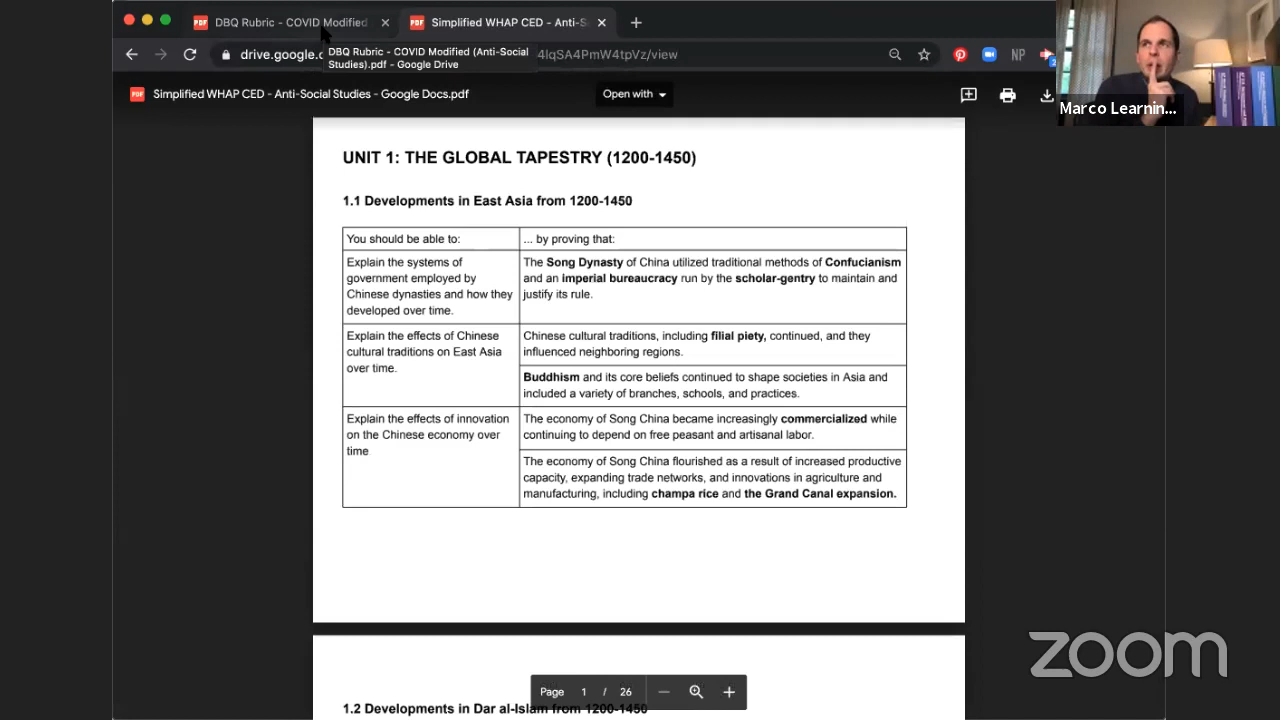 PDF DBQ Rubric - COVID Modified
PDF Simplified WHAP CED - Anti-S
drive.google.c
4lqSA4PmW4tpVz/view
DBQ Rubric - COVID Modified (Anti-Social
Studies).pdf - Google Drive
NP
2
PDF Simplified WHAP CED - Anti-Social Studies - Google Docs.pdf
Open with
Marco Learnin...
UNIT 1: THE GLOBAL TAPESTRY (1200-1450)
1.1 Developments in East Asia from 1200-1450
You should be able to:
... by proving that:
Explain the systems of
government employed by
Chinese dynasties and how they
developed over time.
The Song Dynasty of China utilized traditional methods of Confucianism
and an imperial bureaucracy run by the scholar-gentry to maintain and
justify its rule.
Explain the effects of Chinese
cultural traditions on East Asia
over time.
Chinese cultural traditions, including filial piety, continued, and they
influenced neighboring regions.
Buddhism and its core beliefs continued to shape societies in Asia and
included a variety of branches, schools, and practices.
Explain the effects of innovation
on the Chinese economy over
time
The economy of Song China became increasingly commercialized while
continuing to depend on free peasant and artisanal labor.
The economy of Song China flourished as a result of increased productive
capacity, expanding trade networks, and innovations in agriculture and
manufacturing, including champa rice and the Grand Canal expansion.
zoom
Page 1 / 26
1.2 Developments in Dar al-Islam from 1200-1450